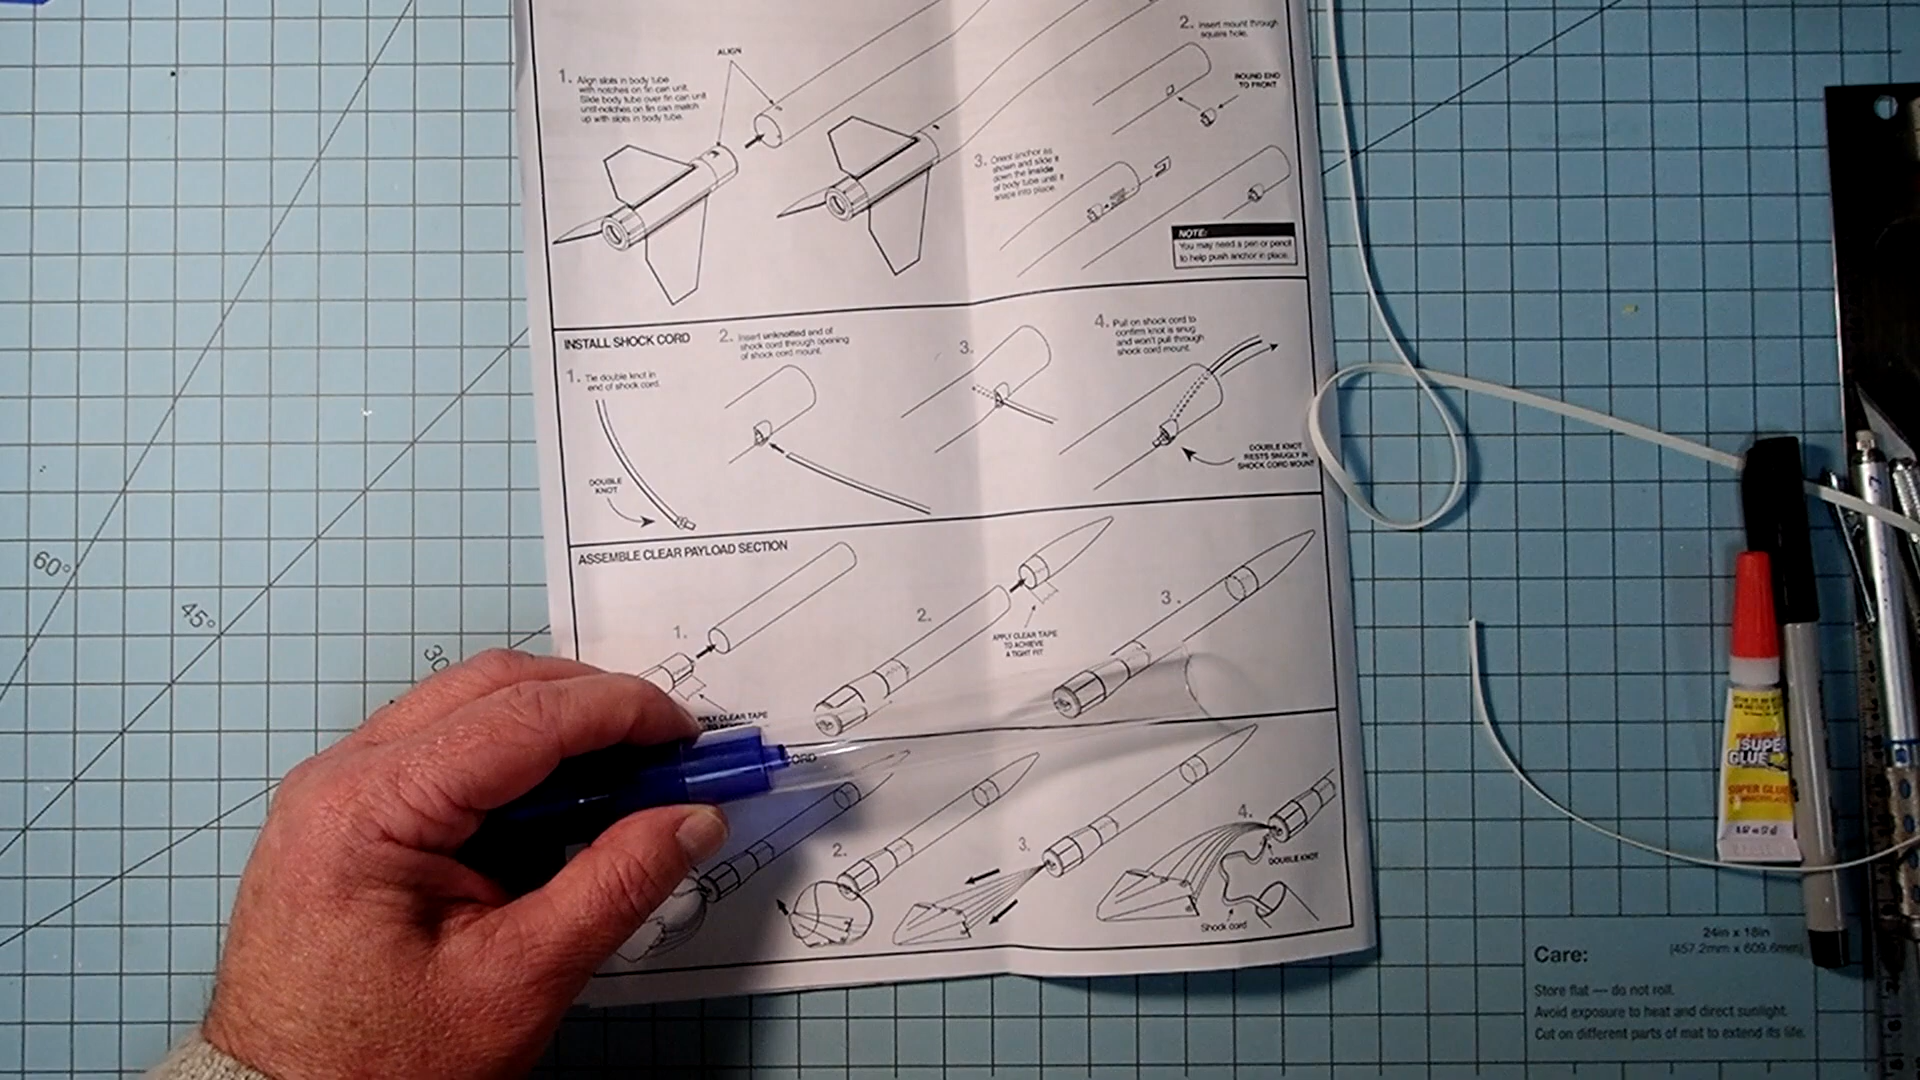 ALIGN
1. Align slots in body tube
with notches on fin can unit.
Slide body tube over fin can unit
until notches on fin can match
up with slots in body tube.
2. Insert mount through
square hole.
ROUND END
TO FRONT
3. Orient anchor as
shown and slide it
down the inside
of body tube until it
snaps into place.
NOTE:
You may need a pen or pencil
to help push anchor in place.
INSTALL SHOCK CORD
1. Tie double knot in
end of shock cord.
DOUBLE
KNOT
2. Insert unknotted end of
shock cord through opening
of shock cord mount.
3.
4. Pull on shock cord to
confirm knot is snug
and won't pull through
shock cord mount.
DOUBLE KNOT
RESTS SNUGLY IN
SHOCK CORD MOUNT
ASSEMBLE CLEAR PAYLOAD SECTION
1.
PPLY CLEAR TAPE
2.
APPLY CLEAR TAPE
TO ACHIEVE
A TIGHT FIT
3.
CORD
2.
3.
4.
DOUBLE KNOT
Shock cord
60°
45°
30
SUPER
GLUE
SUPER GLUE
24in x 18in
(457.2mm x 609.6mm)
Care:
Store flat — do not roll.
Avoid exposure to heat and direct sunlight.
Cut on different parts of mat to extend its life.